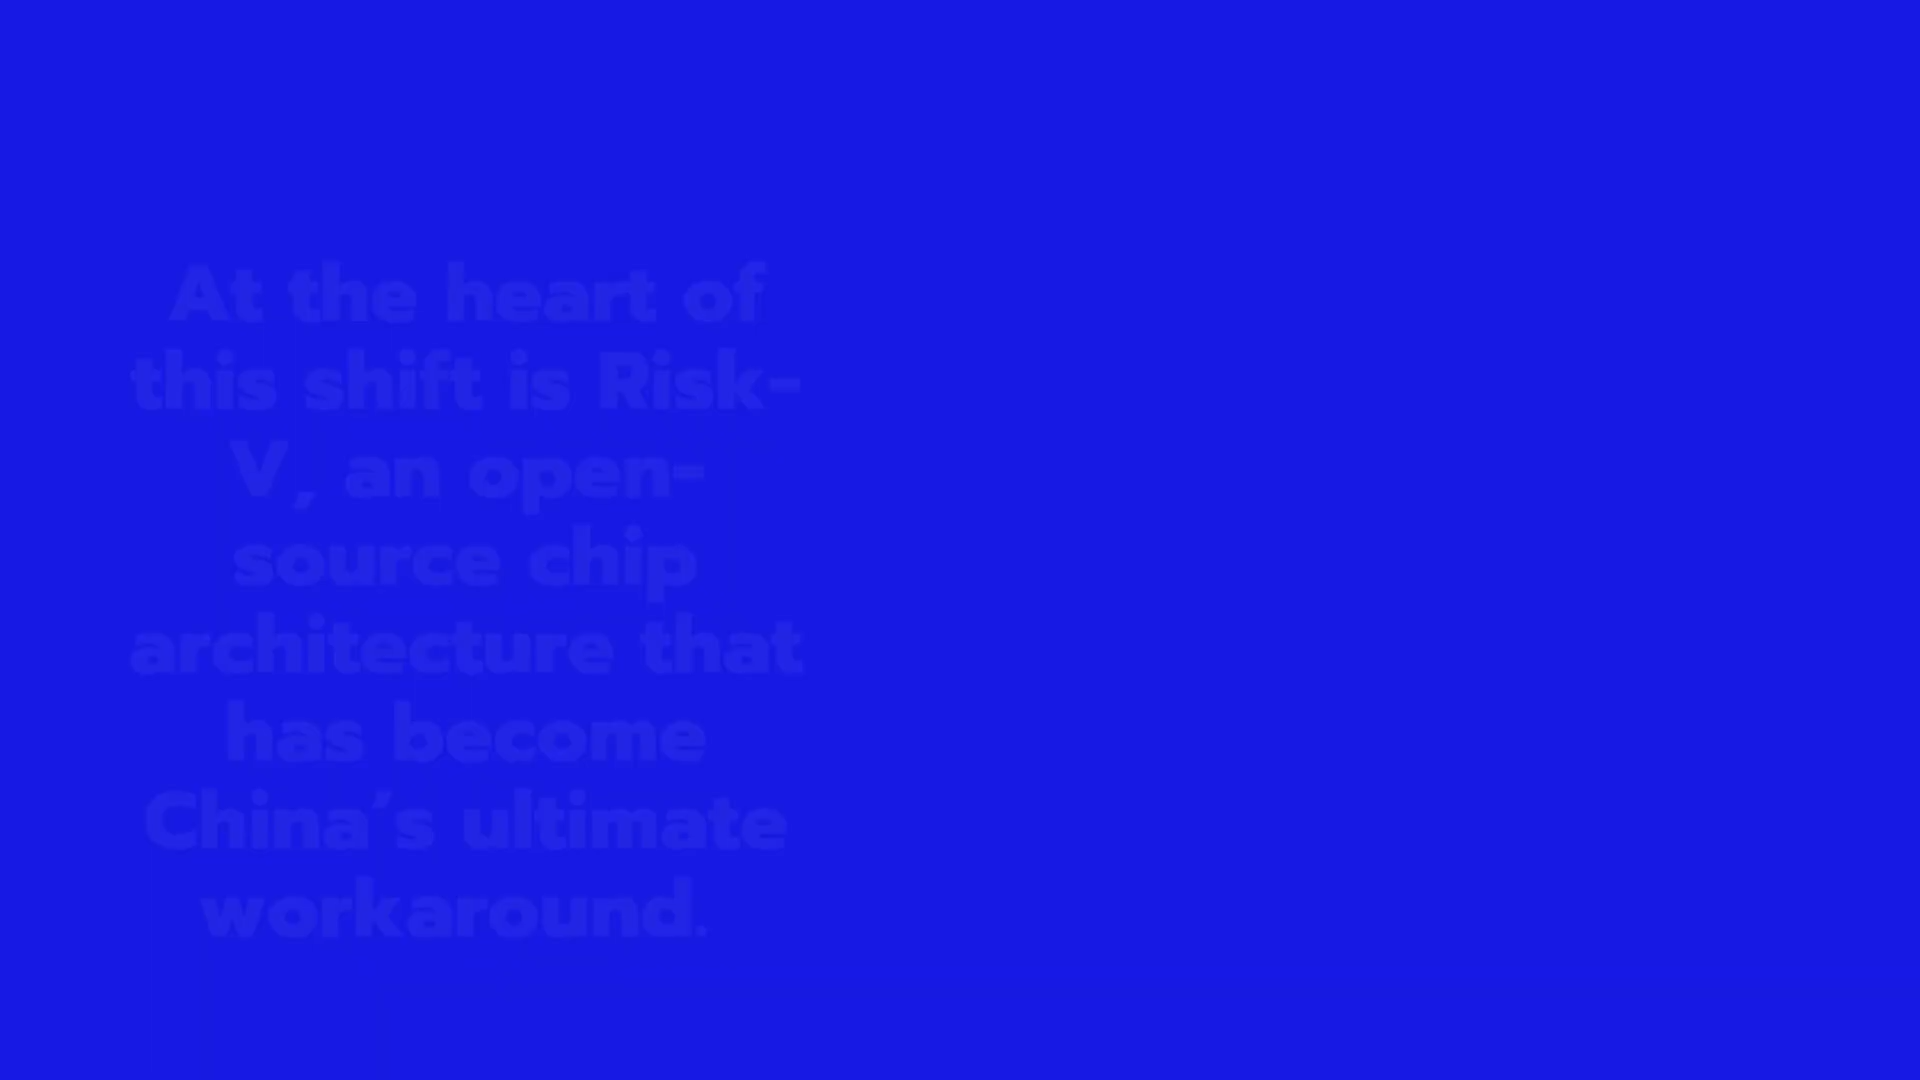 At the heart of
this shift is Risk-
V, an open-
source chip
architecture that
has become
China’s ultimate
workaround.